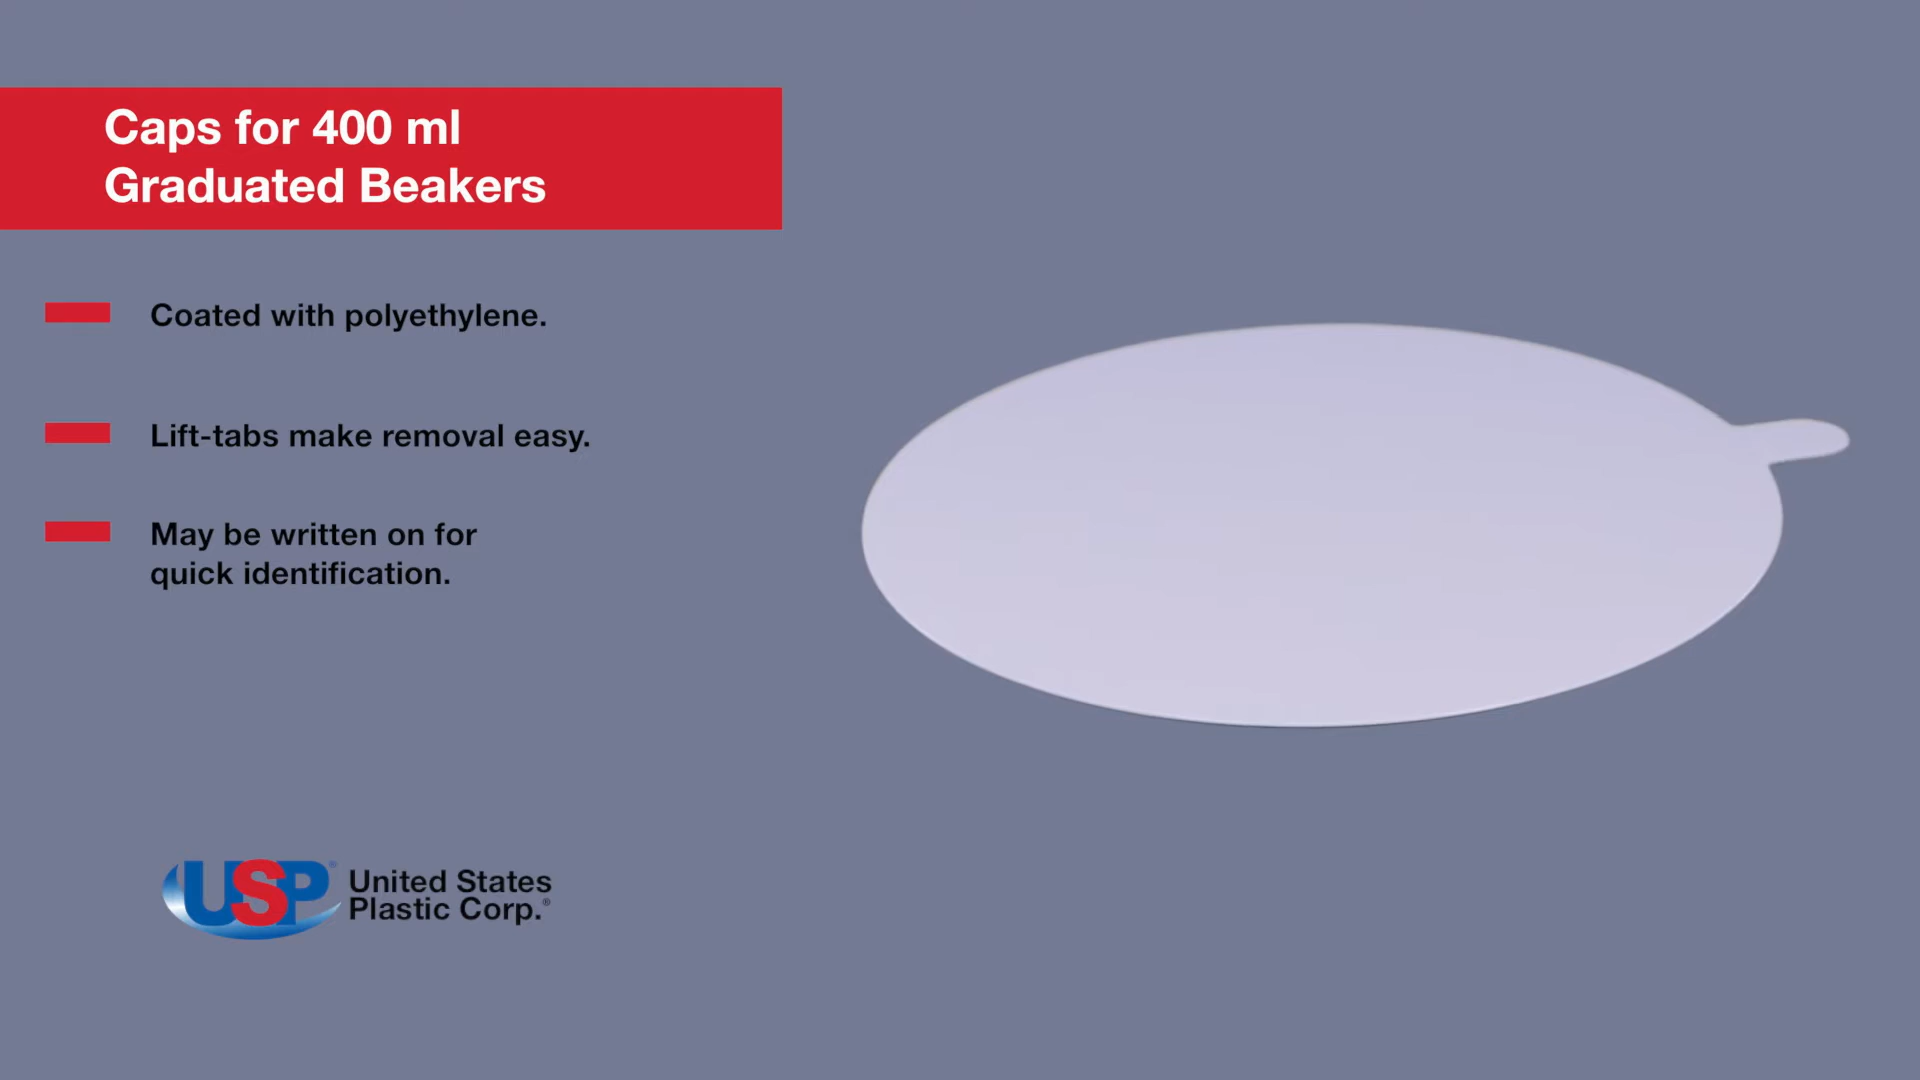 Caps for 400 ml
Graduated Beakers
Coated with polyethylene.
Lift-tabs make removal easy.
May be written on for
quick identification.
USP®
United States
Plastic Corp.®